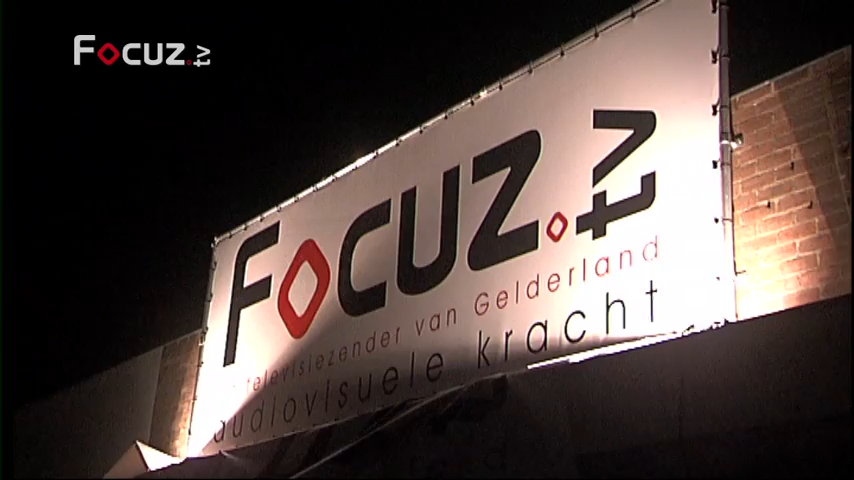 Focuz.tv
Focuz.tv
televisiezender van Gelderland
audiovisuele kracht